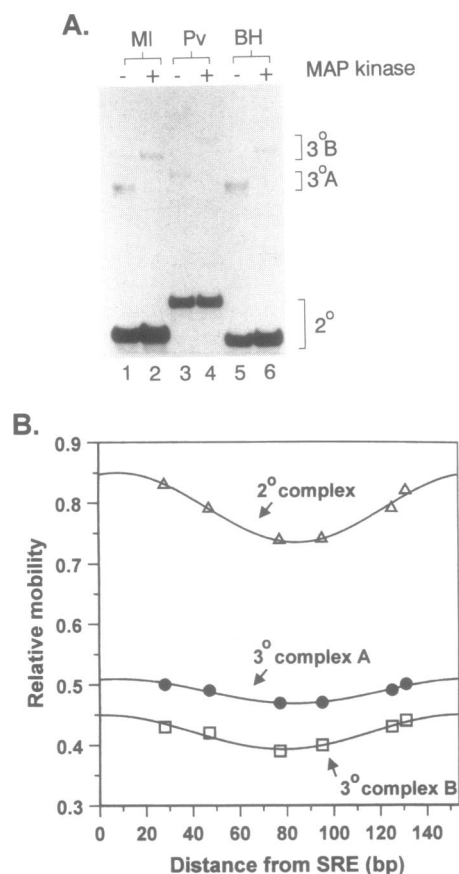 A.
MI Pv BH
- + - + - + MAP kinase
3°B
3°A
2°
1 2 3 4 5 6
B.
0.9
0.8
0.7
0.6
0.5
0.4
0.3
Relative mobility
2° complex
3° complex A
3° complex B
0 20 40 60 80 100 120 140
Distance from SRE (bp)